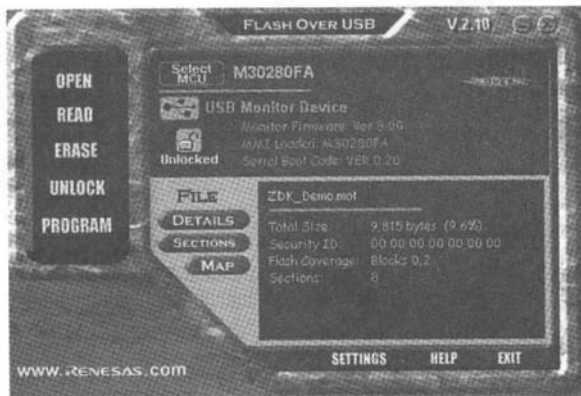 FLASH OVER USB
V.2.10
OPEN
READ
ERASE
UNLOCK
PROGRAM
Select MCU
M30280FA
USB Monitor Device
Monitor Firmware: Ver
MMI Loaded: M30280FA
Serial Boot Code: VER.0.20
Unlocked
FILE
DETAILS
SECTIONS
MAP
ZDK_Demo.mot
Total Size: 9,815 bytes (9.6%)
Security ID: 00 00 00 00 00 00 00
Flash Coverage: Blocks 0,2
Sections: 8
SETTINGS HELP EXIT
www.RENESAS.com